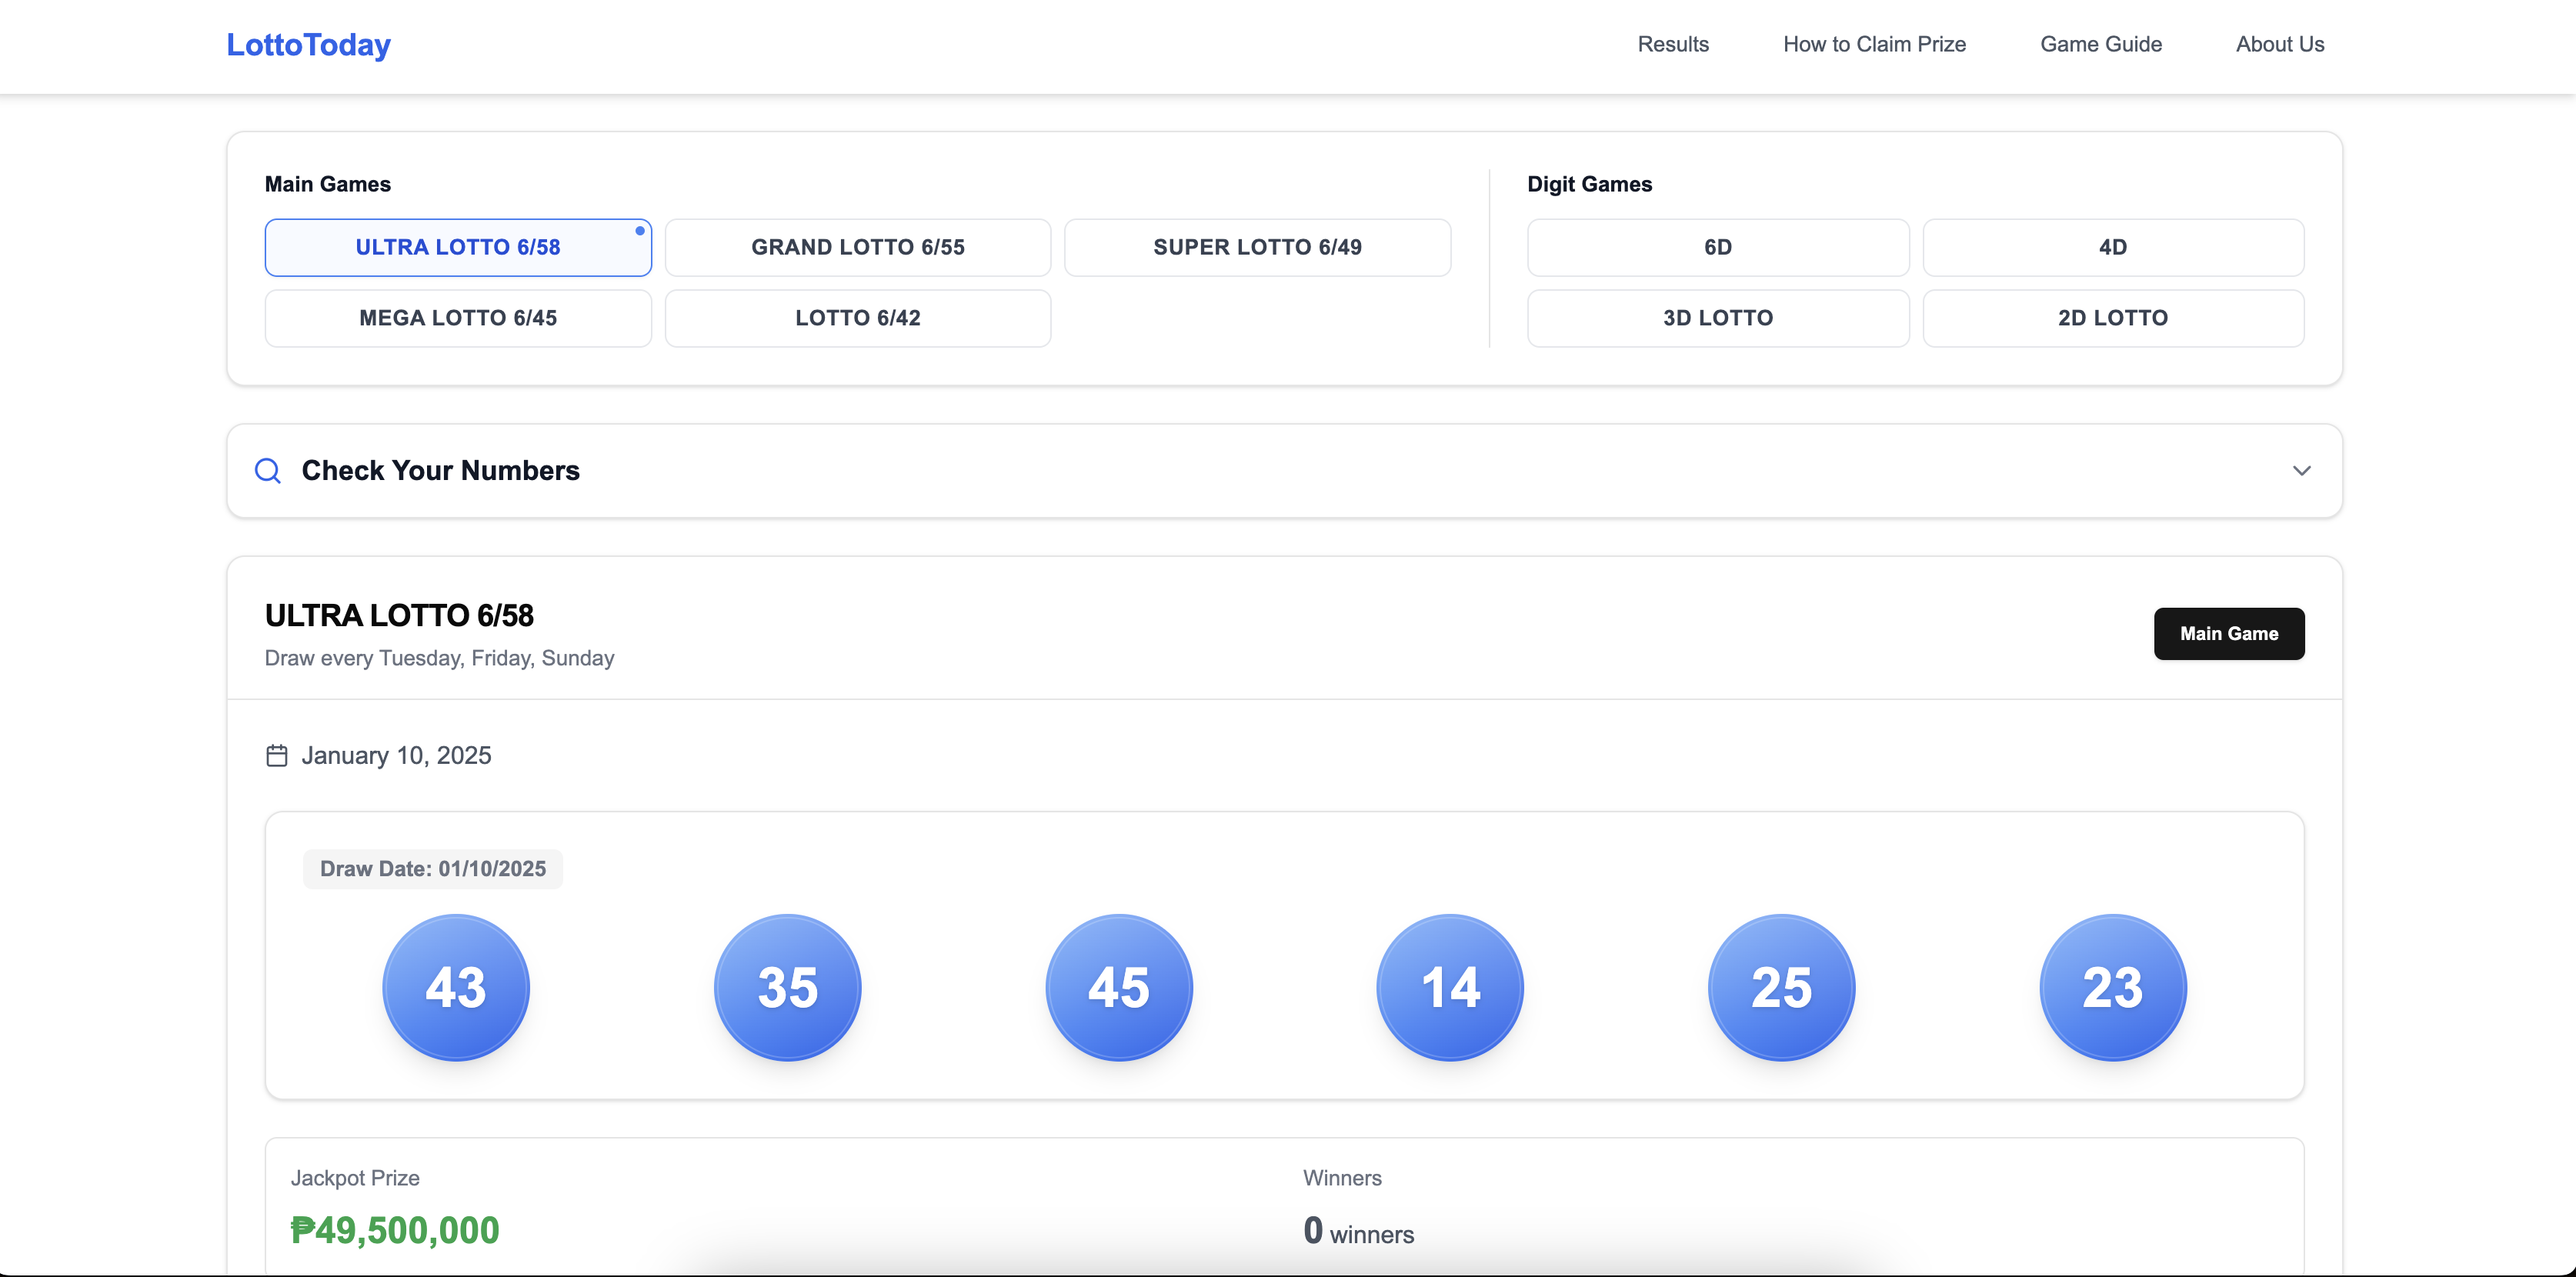 LottoToday
Results
How to Claim Prize
Game Guide
About Us
Main Games
ULTRA LOTTO 6/58
GRAND LOTTO 6/55
SUPER LOTTO 6/49
MEGA LOTTO 6/45
LOTTO 6/42
Digit Games
6D
4D
3D LOTTO
2D LOTTO
Check Your Numbers
ULTRA LOTTO 6/58
Draw every Tuesday, Friday, Sunday
Main Game
January 10, 2025
Draw Date: 01/10/2025
43
35
45
14
25
23
Jackpot Prize
₱49,500,000
Winners
0 winners